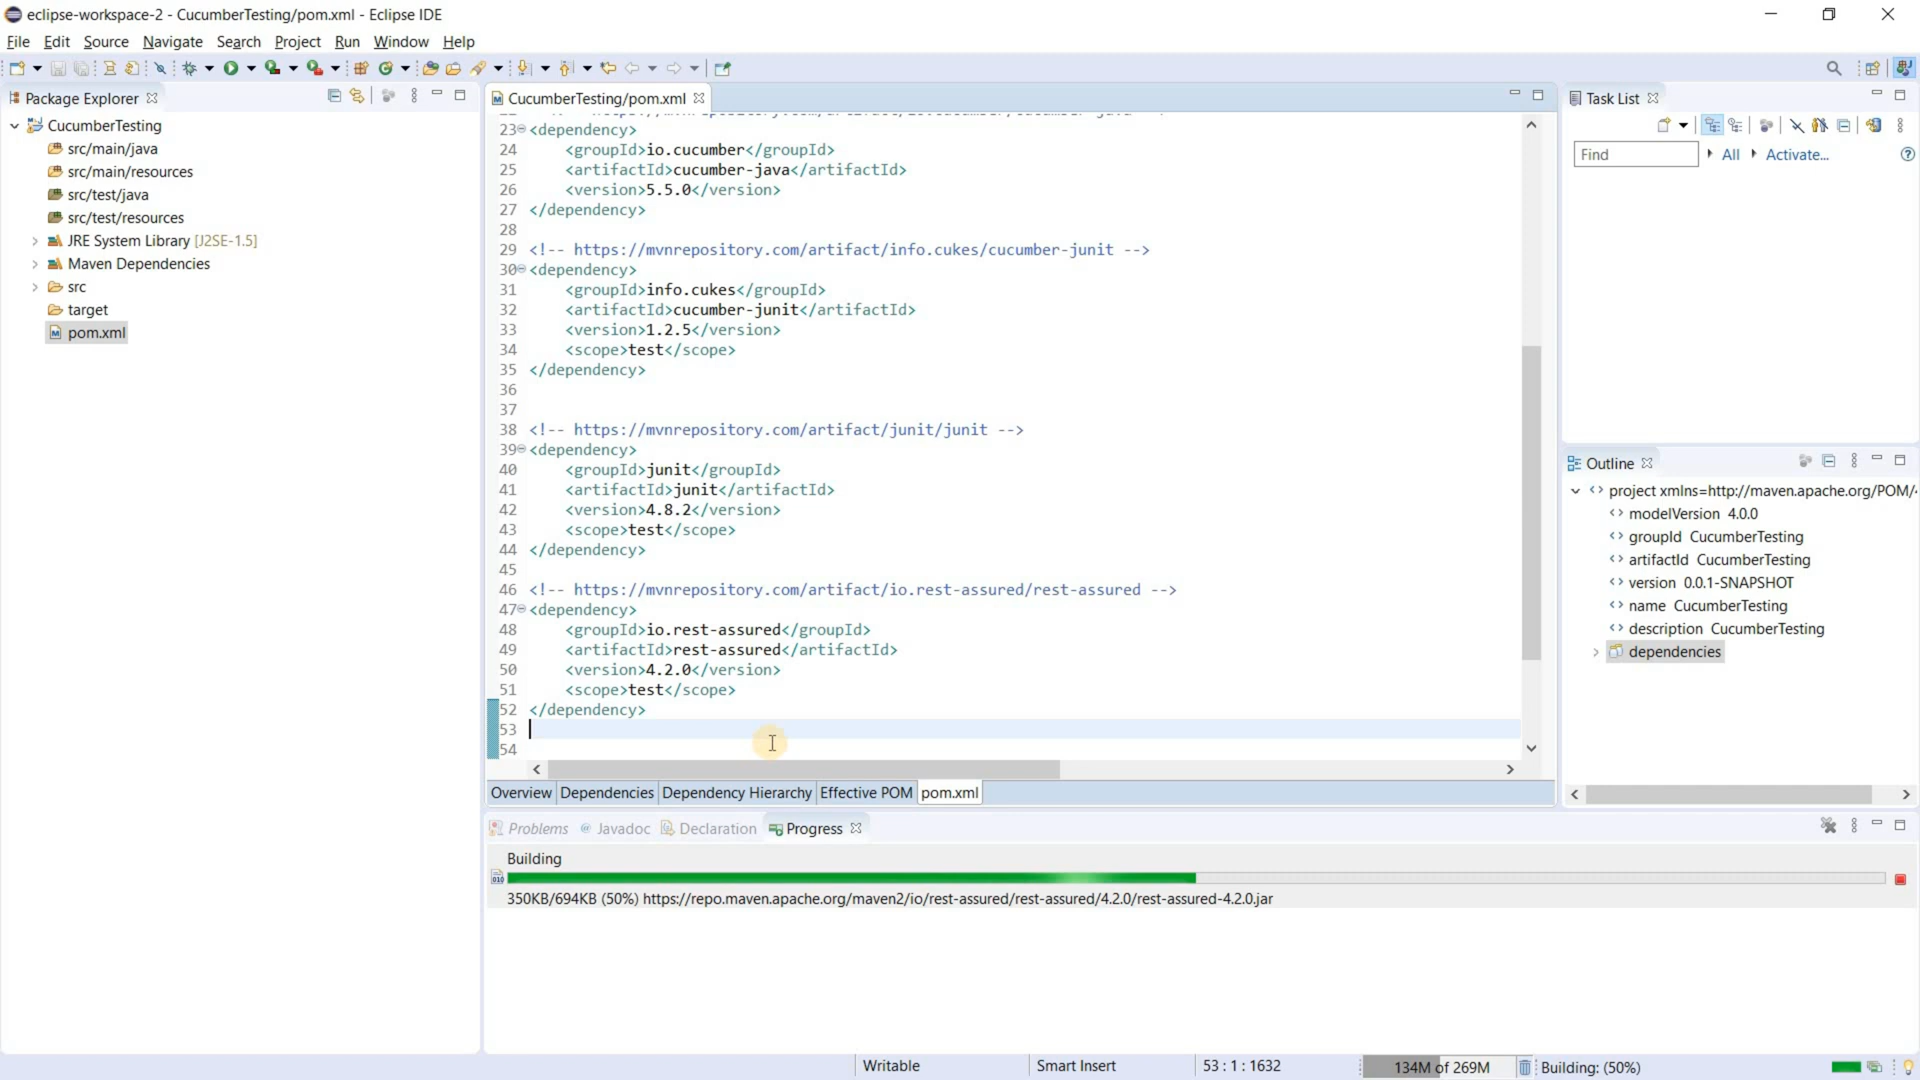 eclipse-workspace-2 - CucumberTesting/pom.xml - Eclipse IDE
File Edit Source Navigate Search Project Run Window Help
Package Explorer
CucumberTesting
src/main/java
src/main/resources
src/test/java
src/test/resources
JRE System Library [J2SE-1.5]
Maven Dependencies
src
target
pom.xml
CucumberTesting/pom.xml
23 <dependency>
24 <groupId>io.cucumber</groupId>
25 <artifactId>cucumber-java</artifactId>
26 <version>5.5.0</version>
27 </dependency>
28
29 <!-- https://mvnrepository.com/artifact/info.cukes/cucumber-junit -->
30 <dependency>
31 <groupId>info.cukes</groupId>
32 <artifactId>cucumber-junit</artifactId>
33 <version>1.2.5</version>
34 <scope>test</scope>
35 </dependency>
36
37
38 <!-- https://mvnrepository.com/artifact/junit/junit -->
39 <dependency>
40 <groupId>junit</groupId>
41 <artifactId>junit</artifactId>
42 <version>4.8.2</version>
43 <scope>test</scope>
44 </dependency>
45
46 <!-- https://mvnrepository.com/artifact/io.rest-assured/rest-assured -->
47 <dependency>
48 <groupId>io.rest-assured</groupId>
49 <artifactId>rest-assured</artifactId>
50 <version>4.2.0</version>
51 <scope>test</scope>
52 </dependency>
53
54
Overview Dependencies Dependency Hierarchy Effective POM pom.xml
Problems Javadoc Declaration Progress
Building
350KB/694KB (50%) https://repo.maven.apache.org/maven2/io/rest-assured/rest-assured/4.2.0/rest-assured-4.2.0.jar
Task List
Find All Activate...
Outline
project xmlns=http://maven.apache.org/POM/
modelVersion 4.0.0
groupId CucumberTesting
artifactId CucumberTesting
version 0.0.1-SNAPSHOT
name CucumberTesting
description CucumberTesting
dependencies
Writable Smart Insert 53 : 1 : 1632 134M of 269M Building: (50%)